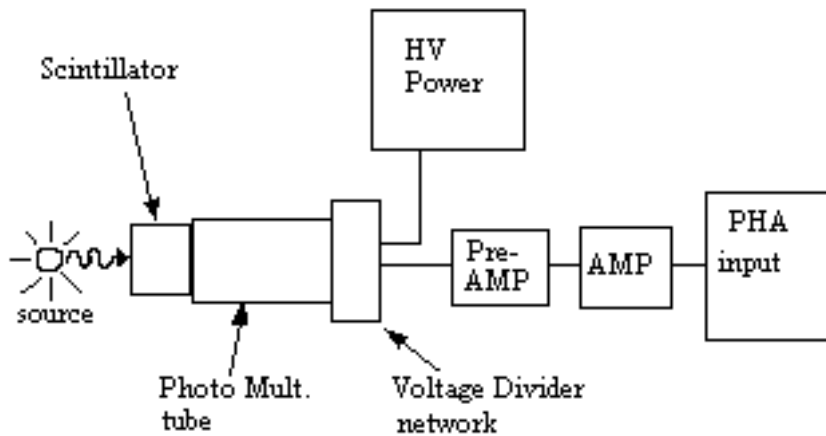 HV
Power
Scintillator
PHA
input
Pre-
AMP
AMP
source
Photo Mult.
tube
Voltage Divider
network